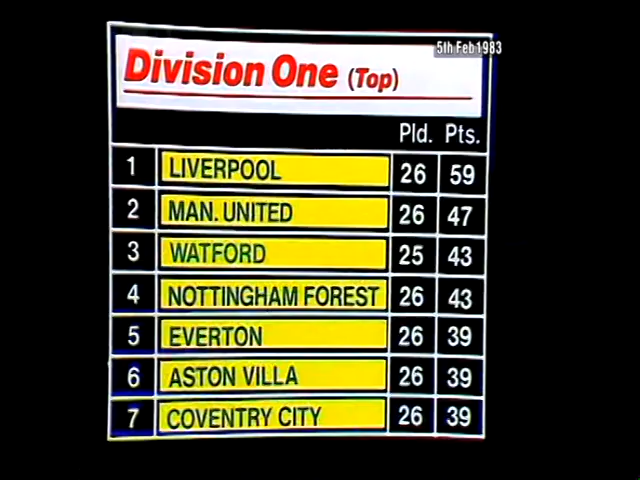 5th Feb 1983
Division One (Top)
Pld. Pts.
1 LIVERPOOL 26 59
2 MAN. UNITED 26 47
3 WATFORD 25 43
4 NOTTINGHAM FOREST 26 43
5 EVERTON 26 39
6 ASTON VILLA 26 39
7 COVENTRY CITY 26 39